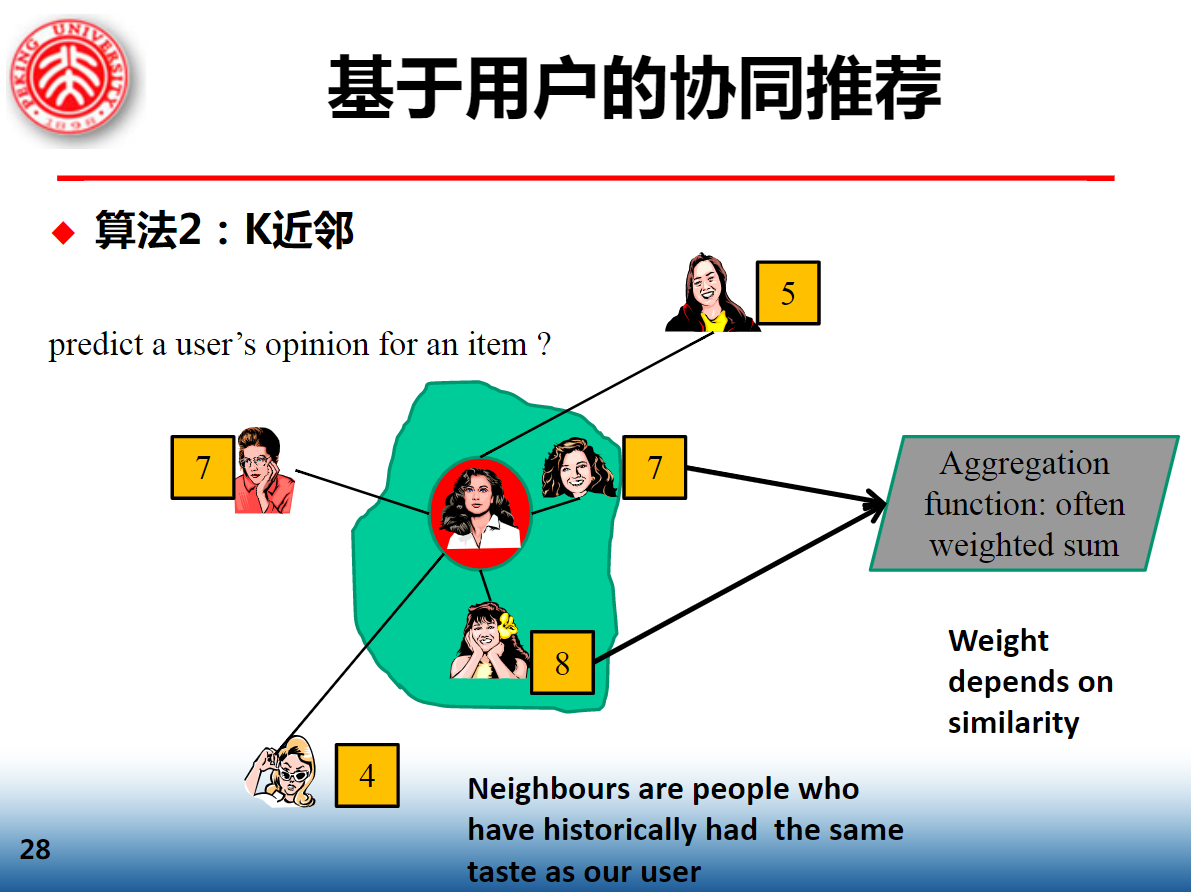 PEKING UNIVERSITY
1898
基于用户的协同推荐
◆ 算法2：K近邻
predict a user’s opinion for an item ?
5
7
7
8
4
Aggregation
function: often
weighted sum
Weight
depends on
similarity
Neighbours are people who
have historically had  the same
taste as our user
28